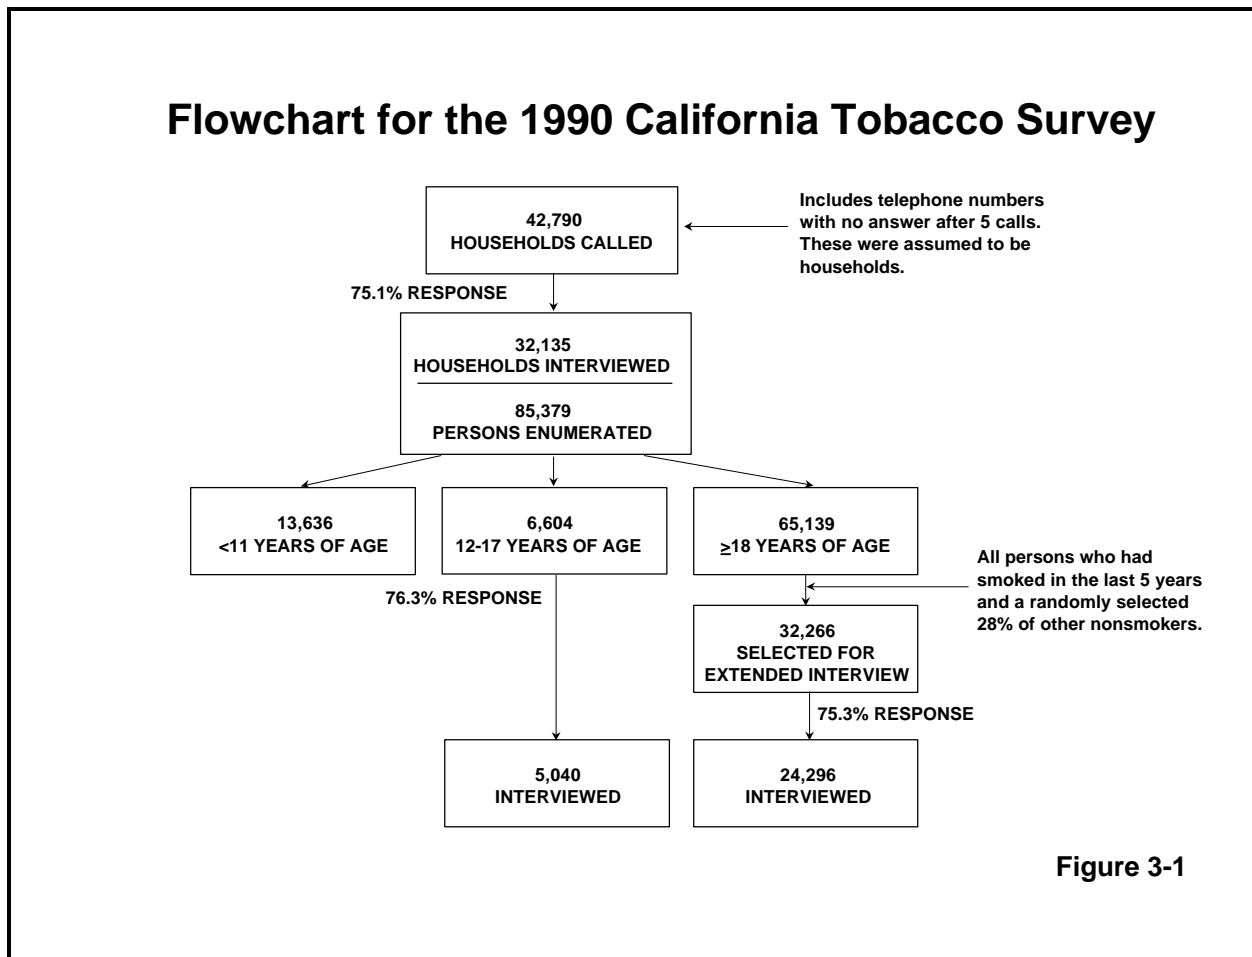 Flowchart for the 1990 California Tobacco Survey
42,790
HOUSEHOLDS CALLED
Includes telephone numbers
with no answer after 5 calls.
These were assumed to be
households.
75.1% RESPONSE
32,135
HOUSEHOLDS INTERVIEWED
85,379
PERSONS ENUMERATED
13,636
<11 YEARS OF AGE
6,604
12-17 YEARS OF AGE
65,139
≥18 YEARS OF AGE
All persons who had
smoked in the last 5 years
and a randomly selected
28% of other nonsmokers.
76.3% RESPONSE
32,266
SELECTED FOR
EXTENDED INTERVIEW
75.3% RESPONSE
5,040
INTERVIEWED
24,296
INTERVIEWED
Figure 3-1